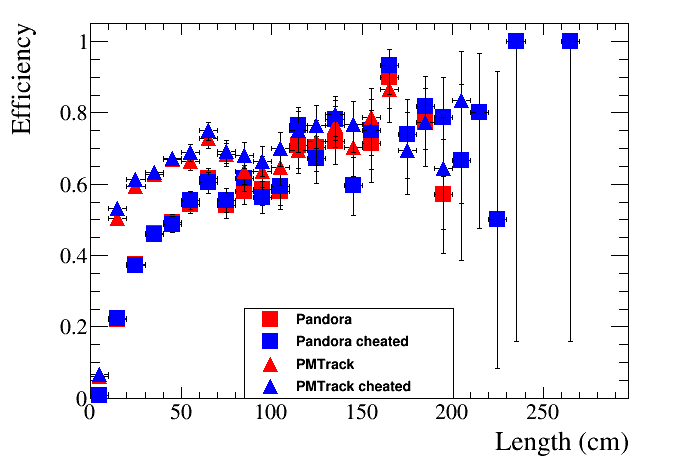 Efficiency
1
0.8
0.6
0.4
0.2
0
Pandora
Pandora cheated
PMTrack
PMTrack cheated
0 50 100 150 200 250
Length (cm)